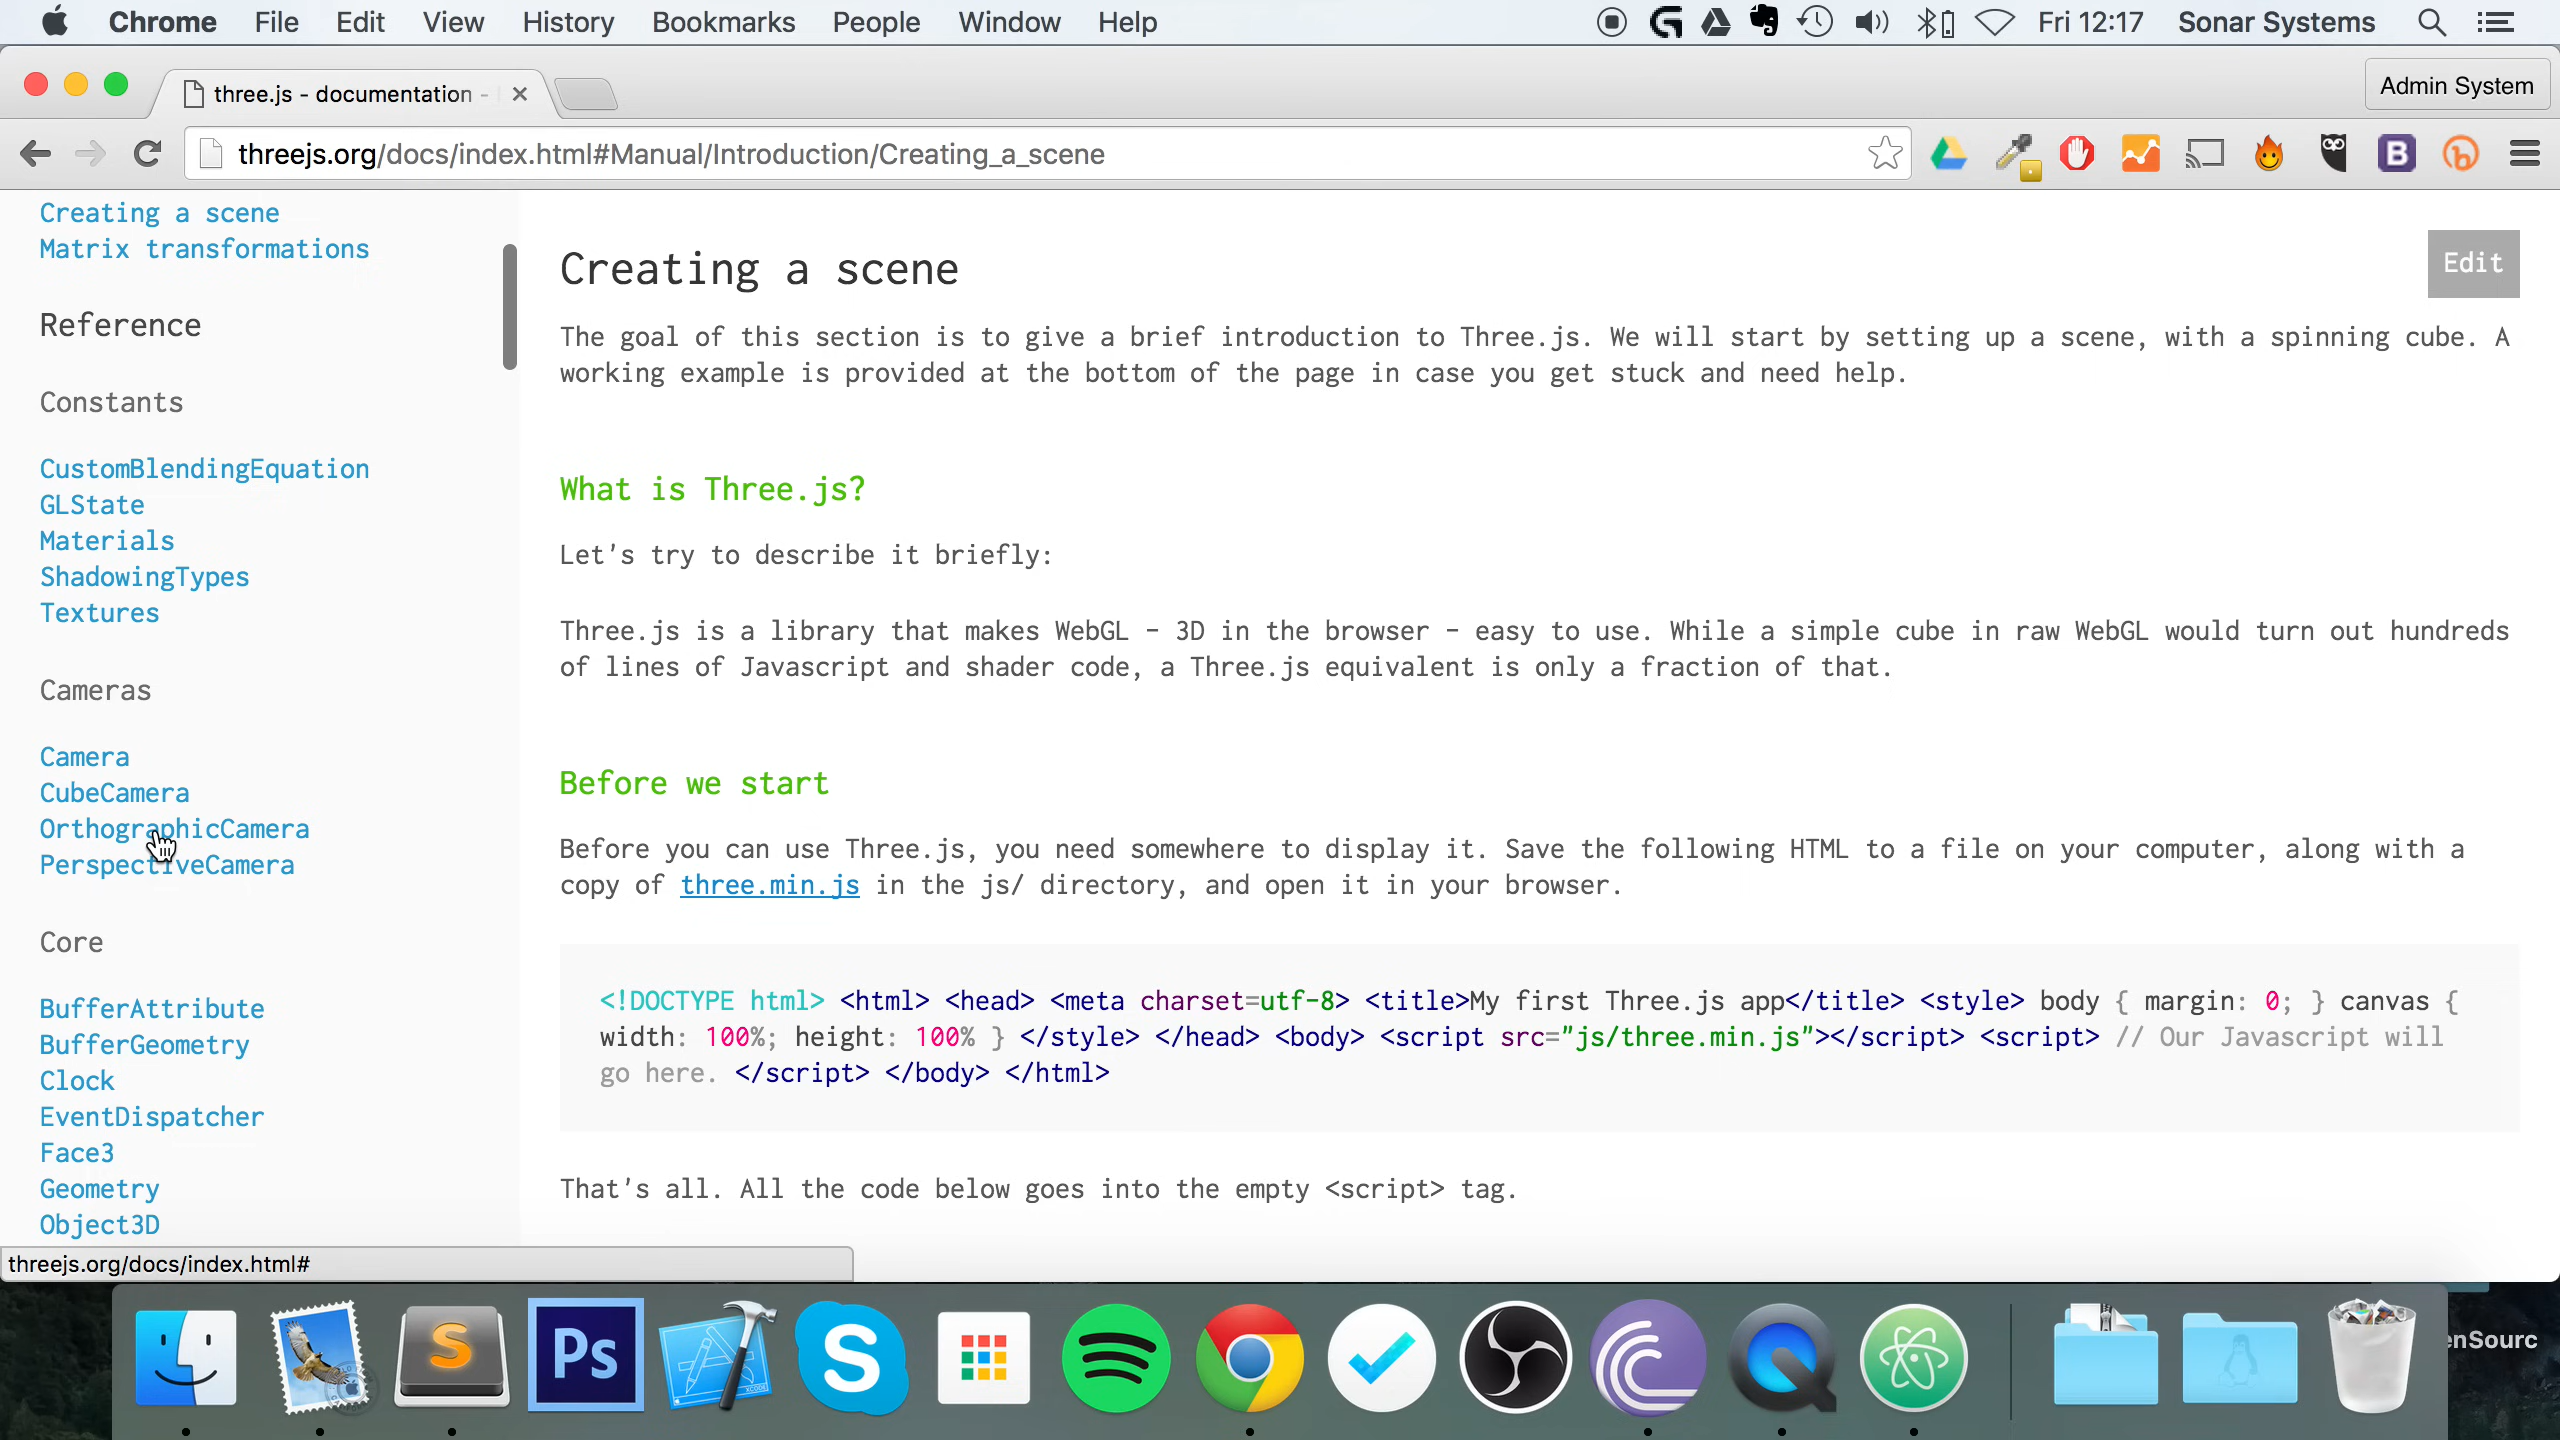 Chrome File Edit View History Bookmarks People Window Help Fri 12:17 Sonar Systems
three.js - documentation -
Admin System
threejs.org/docs/index.html#Manual/Introduction/Creating_a_scene
Creating a scene
Matrix transformations
Reference
Constants
CustomBlendingEquation
GLState
Materials
ShadowingTypes
Textures
Cameras
Camera
CubeCamera
OrthographicCamera
PerspectiveCamera
Core
BufferAttribute
BufferGeometry
Clock
EventDispatcher
Face3
Geometry
Object3D
threejs.org/docs/index.html#
Creating a scene
Edit
The goal of this section is to give a brief introduction to Three.js. We will start by setting up a scene, with a spinning cube. A
working example is provided at the bottom of the page in case you get stuck and need help.
What is Three.js?
Let's try to describe it briefly:
Three.js is a library that makes WebGL - 3D in the browser - easy to use. While a simple cube in raw WebGL would turn out hundreds
of lines of Javascript and shader code, a Three.js equivalent is only a fraction of that.
Before we start
Before you can use Three.js, you need somewhere to display it. Save the following HTML to a file on your computer, along with a
copy of three.min.js in the js/ directory, and open it in your browser.
<!DOCTYPE html> <html> <head> <meta charset=utf-8> <title>My first Three.js app</title> <style> body { margin: 0; } canvas {
width: 100%; height: 100% } </style> </head> <body> <script src="js/three.min.js"></script> <script> // Our Javascript will
go here. </script> </body> </html>
That's all. All the code below goes into the empty <script> tag.
S
Ps
S
enSourc